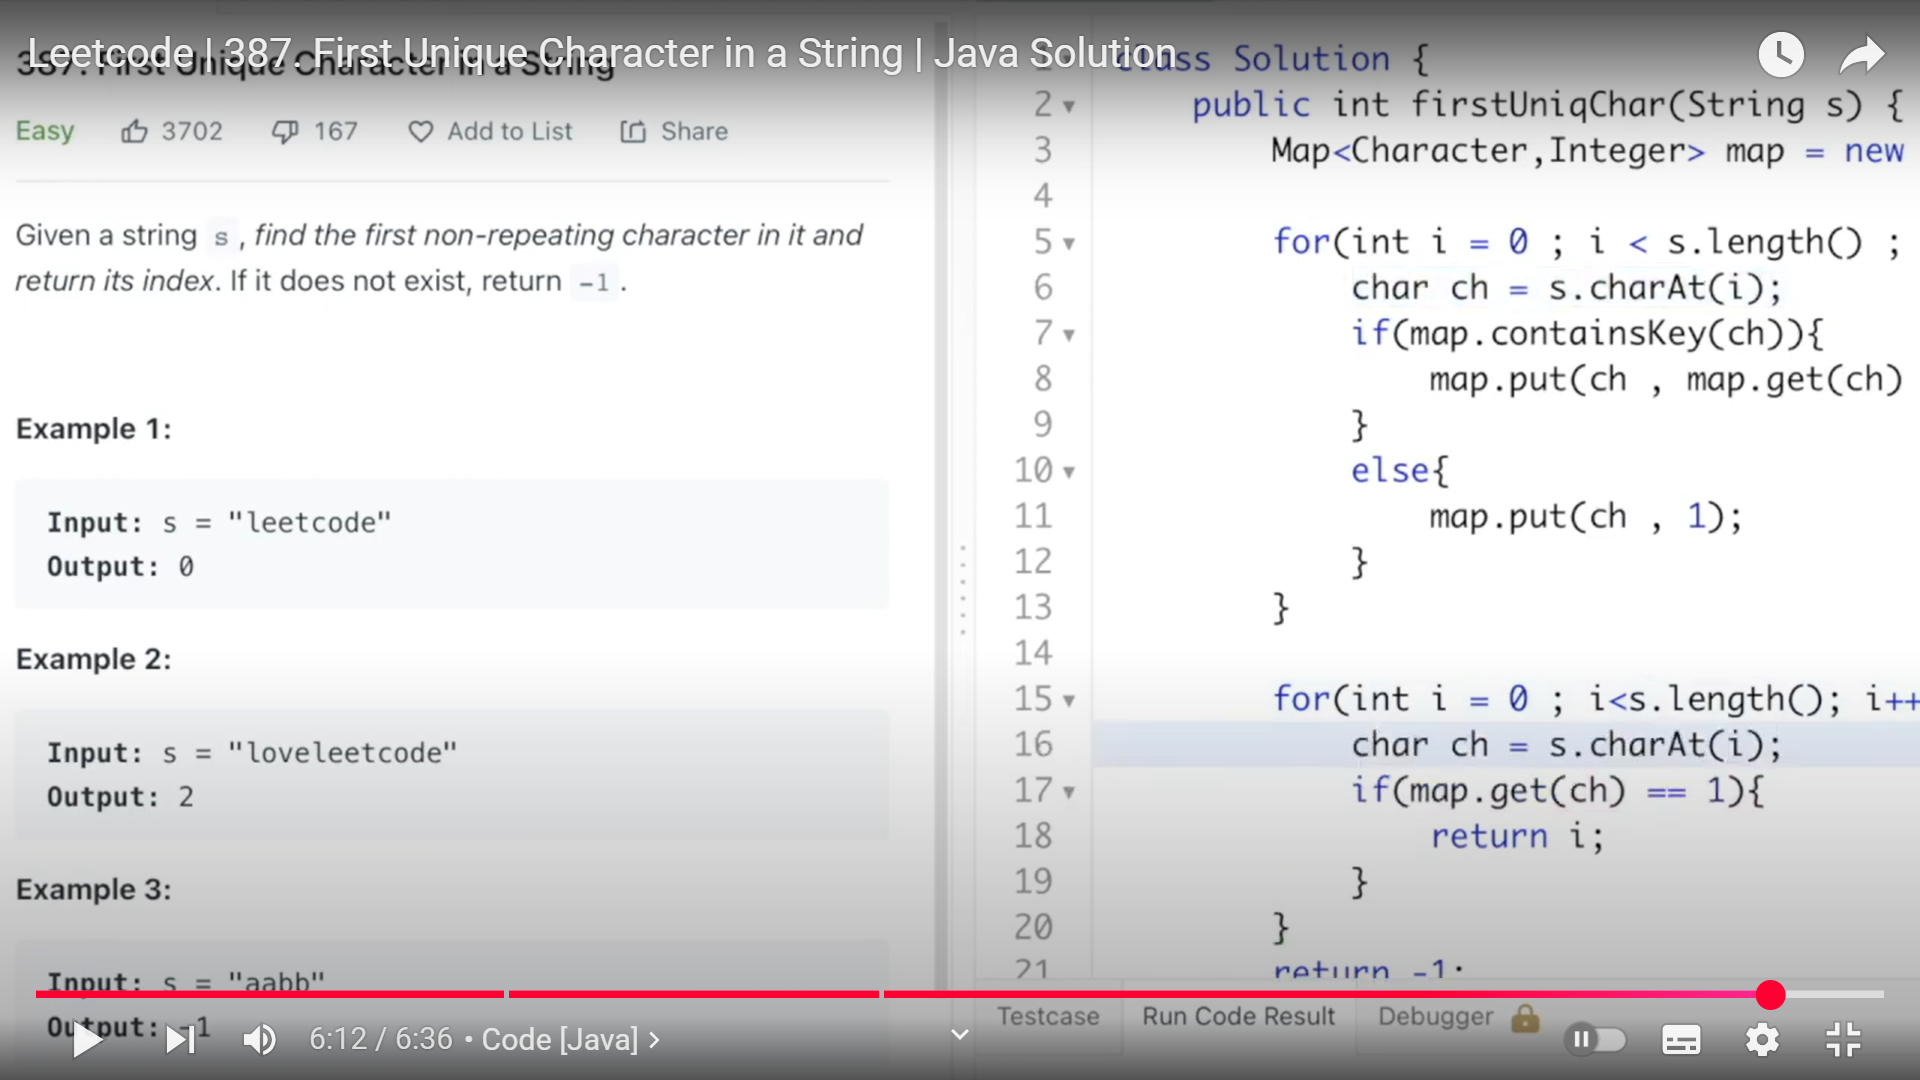 Leetcode | 387. First Unique Character in a String | Java Solution
387. First Unique Character in a String
Easy 3702 167 Add to List Share
Given a string s , find the first non-repeating character in it and
return its index. If it does not exist, return -1 .
Example 1:
Input: s = "leetcode"
Output: 0
Example 2:
Input: s = "loveleetcode"
Output: 2
Example 3:
Input: s = "aabb"
Output: -1
class Solution {
2 public int firstUniqChar(String s) {
3 Map<Character,Integer> map = new
4
5 for(int i = 0 ; i < s.length() ;
6 char ch = s.charAt(i);
7 if(map.containsKey(ch)){
8 map.put(ch , map.get(ch)
9 }
10 else{
11 map.put(ch , 1);
12 }
13 }
14
15 for(int i = 0 ; i<s.length(); i++
16 char ch = s.charAt(i);
17 if(map.get(ch) == 1){
18 return i;
19 }
20 }
21 return -1;
Testcase Run Code Result Debugger
6:12 / 6:36 • Code [Java]